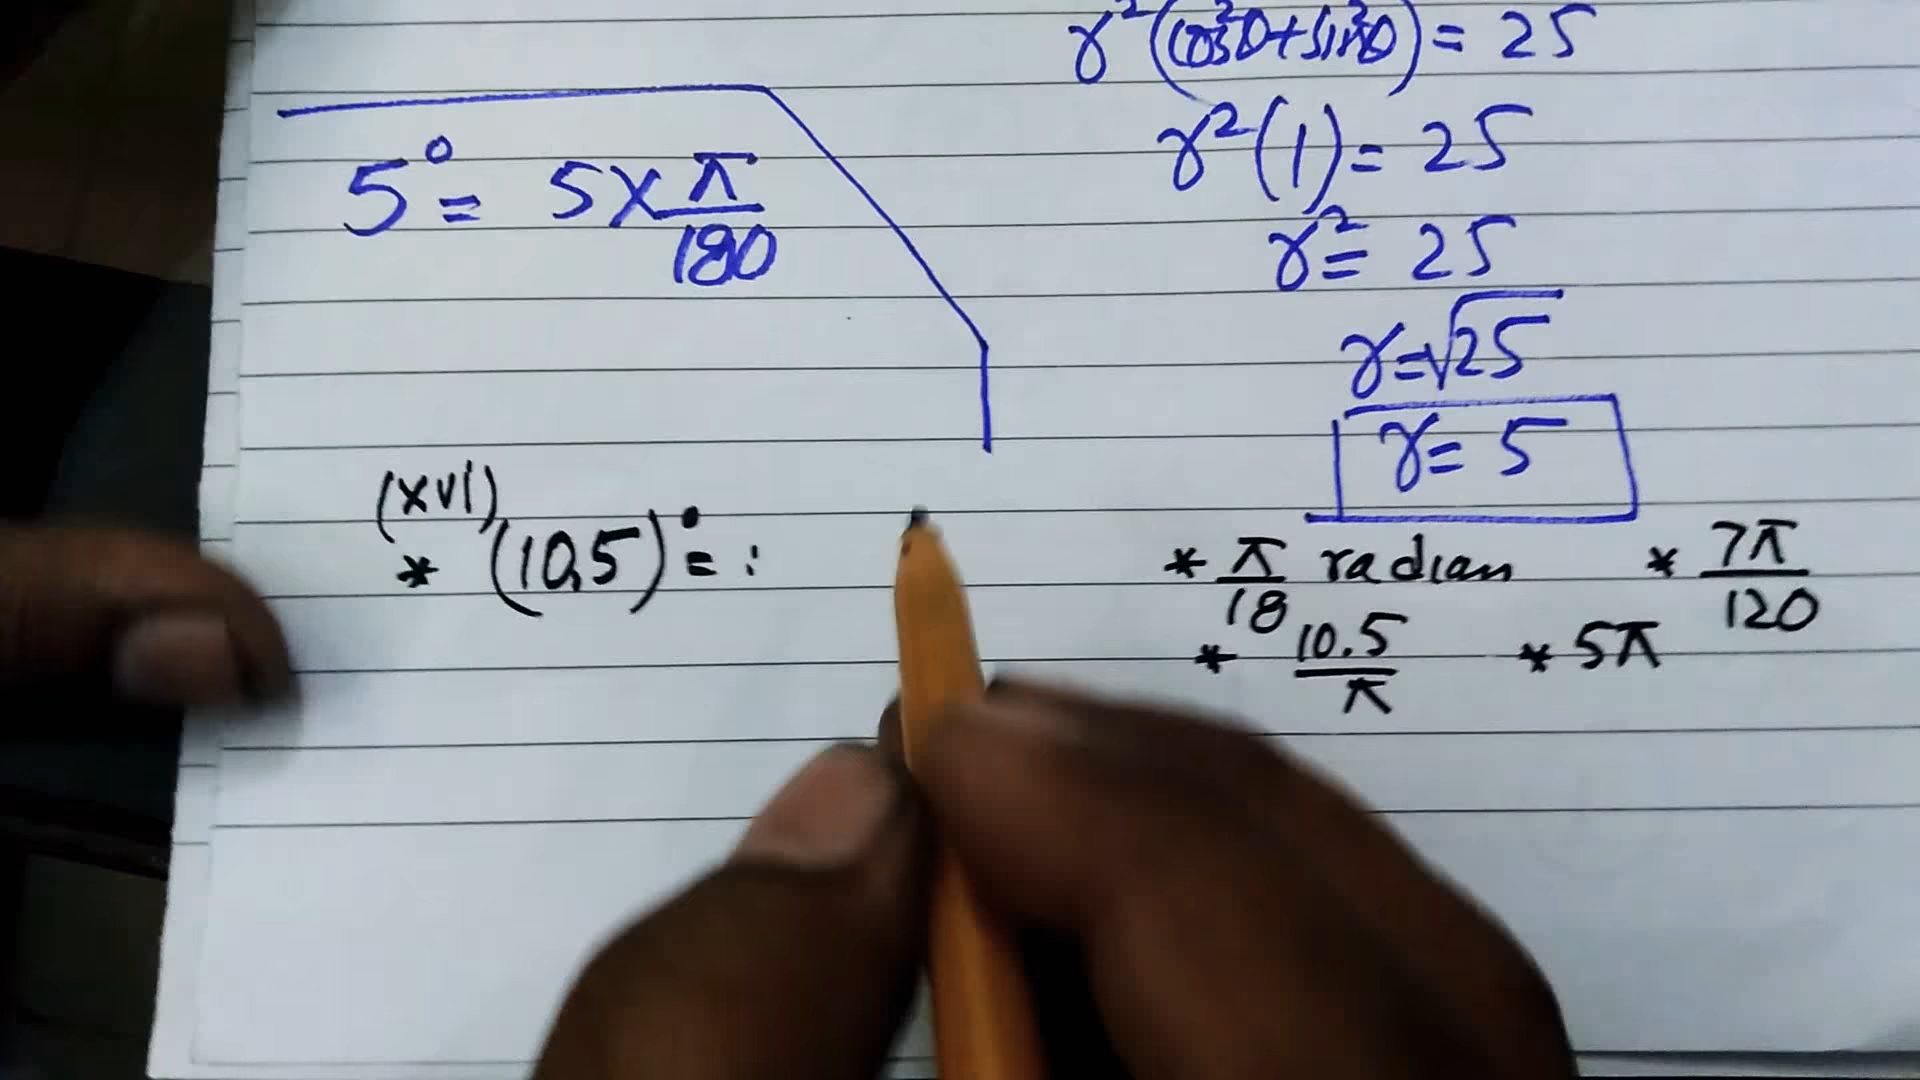 r²(cos²θ+sin²θ) = 25
5° = 5 × π/180
r²(1) = 25
r² = 25
r = √25
r = 5
(xvi)
* (10.5)° = :
* π/18 radian * 7π/120
* 10.5/π * 5π